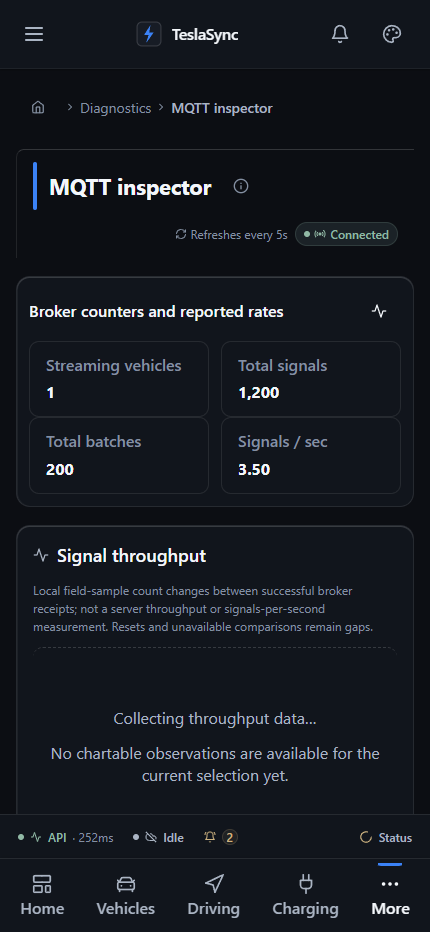 TeslaSync
Diagnostics
MQTT inspector
MQTT inspector
Refreshes every 5s
Connected
Broker counters and reported rates
Streaming vehicles
1
Total signals
1,200
Total batches
200
Signals / sec
3.50
Signal throughput
Local field-sample count changes between successful broker
receipts; not a server throughput or signals-per-second
measurement. Resets and unavailable comparisons remain gaps.
Collecting throughput data...
No chartable observations are available for the
current selection yet.
API · 252ms
Idle
2
Status
Home
Vehicles
Driving
Charging
More